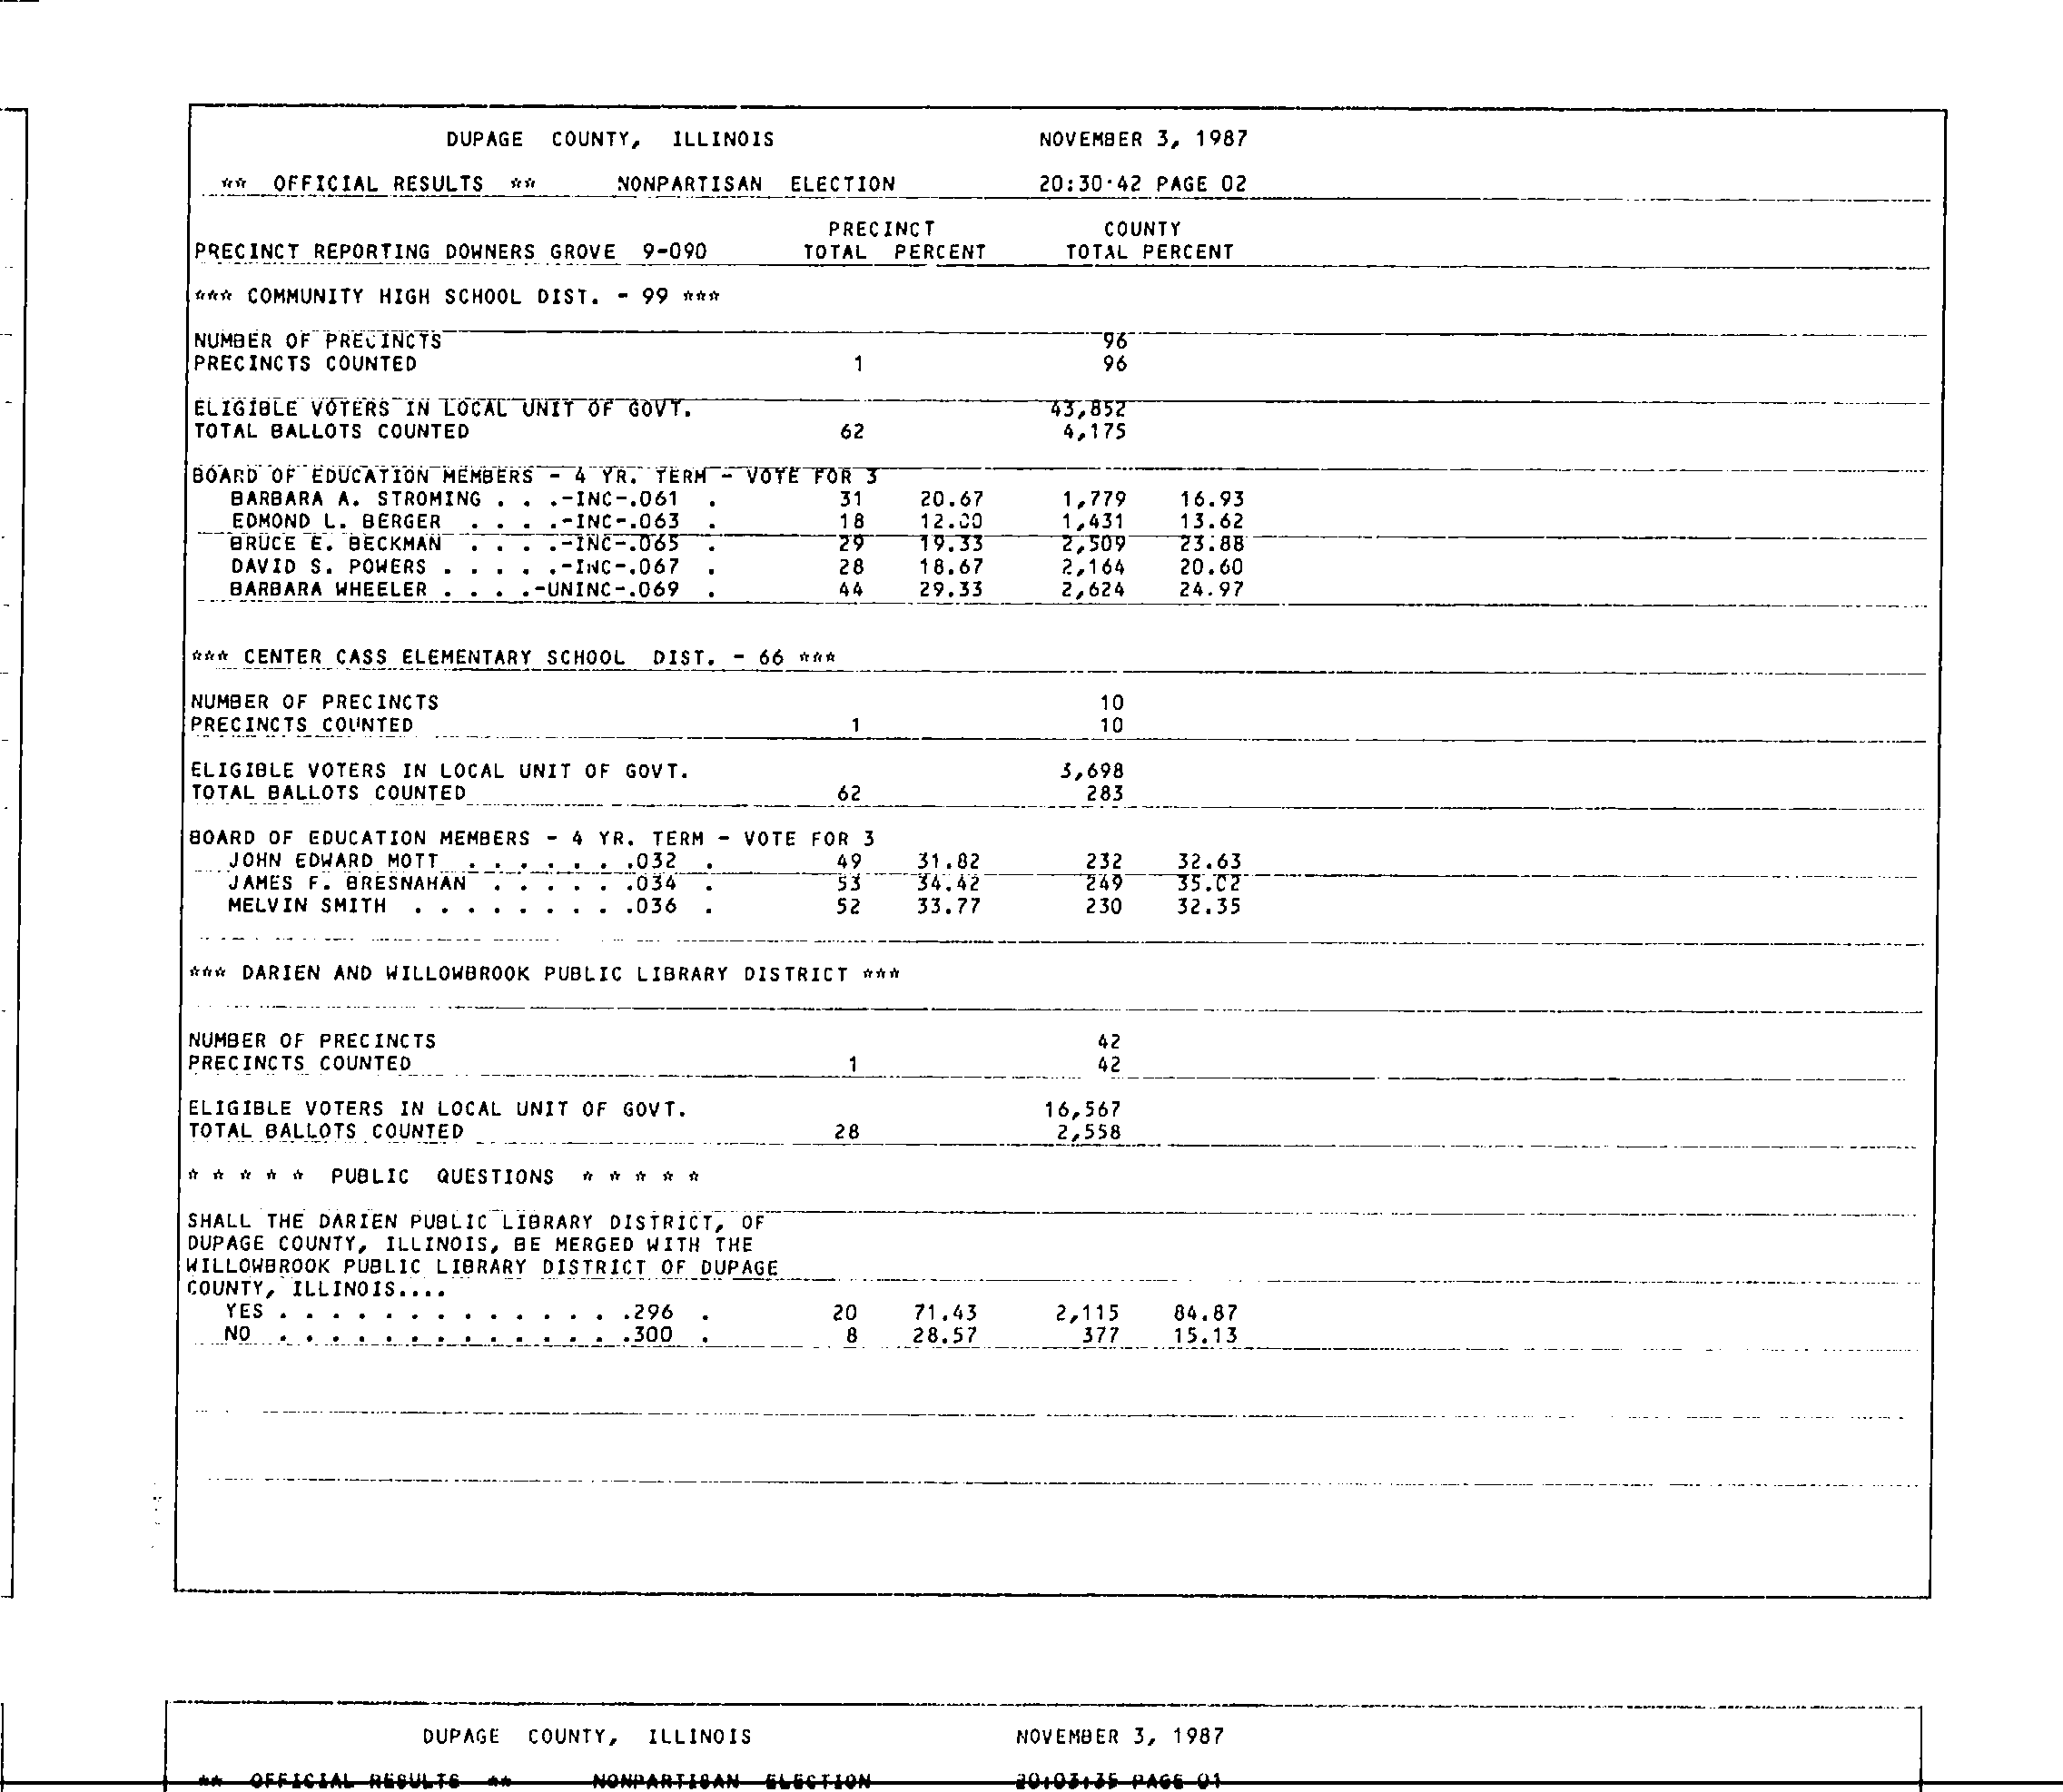 DUPAGE COUNTY, ILLINOIS NOVEMBER 3, 1987
** OFFICIAL RESULTS ** NONPARTISAN ELECTION 20:30:42 PAGE 02
PRECINCT COUNTY
PRECINCT REPORTING DOWNERS GROVE 9-090 TOTAL PERCENT TOTAL PERCENT
*** COMMUNITY HIGH SCHOOL DIST. - 99 ***
NUMBER OF PRECINCTS 96
PRECINCTS COUNTED 1 96
ELIGIBLE VOTERS IN LOCAL UNIT OF GOVT. 43,852
TOTAL BALLOTS COUNTED 62 4,175
BOARD OF EDUCATION MEMBERS - 4 YR. TERM - VOTE FOR 3
BARBARA A. STROMING . . .-INC-.061 . 31 20.67 1,779 16.93
EDMOND L. BERGER . . . .-INC-.063 . 18 12.00 1,431 13.62
BRUCE E. BECKMAN . . . .-INC-.065 . 29 19.33 2,509 23.88
DAVID S. POWERS . . . . .-INC-.067 . 28 18.67 2,164 20.60
BARBARA WHEELER . . . .-UNINC-.069 . 44 29.33 2,624 24.97
*** CENTER CASS ELEMENTARY SCHOOL DIST. - 66 ***
NUMBER OF PRECINCTS 10
PRECINCTS COUNTED 1 10
ELIGIBLE VOTERS IN LOCAL UNIT OF GOVT. 3,698
TOTAL BALLOTS COUNTED 62 283
BOARD OF EDUCATION MEMBERS - 4 YR. TERM - VOTE FOR 3
JOHN EDWARD MOTT . . . . . . .032 . 49 31.82 232 32.63
JAMES F. BRESNAHAN . . . . . .034 . 53 34.42 249 35.02
MELVIN SMITH . . . . . . . . .036 . 52 33.77 230 32.35
*** DARIEN AND WILLOWBROOK PUBLIC LIBRARY DISTRICT ***
NUMBER OF PRECINCTS 42
PRECINCTS COUNTED 1 42
ELIGIBLE VOTERS IN LOCAL UNIT OF GOVT. 16,567
TOTAL BALLOTS COUNTED 28 2,558
* * * * * PUBLIC QUESTIONS * * * * *
SHALL THE DARIEN PUBLIC LIBRARY DISTRICT, OF
DUPAGE COUNTY, ILLINOIS, BE MERGED WITH THE
WILLOWBROOK PUBLIC LIBRARY DISTRICT OF DUPAGE
COUNTY, ILLINOIS....
YES . . . . . . . . . . . . . .296 . 20 71.43 2,115 84.87
NO . . . . . . . . . . . . . .300 . 8 28.57 377 15.13
DUPAGE COUNTY, ILLINOIS NOVEMBER 3, 1987
** OFFICIAL RESULTS ** NONPARTISAN ELECTION 20:03:35 PAGE 01